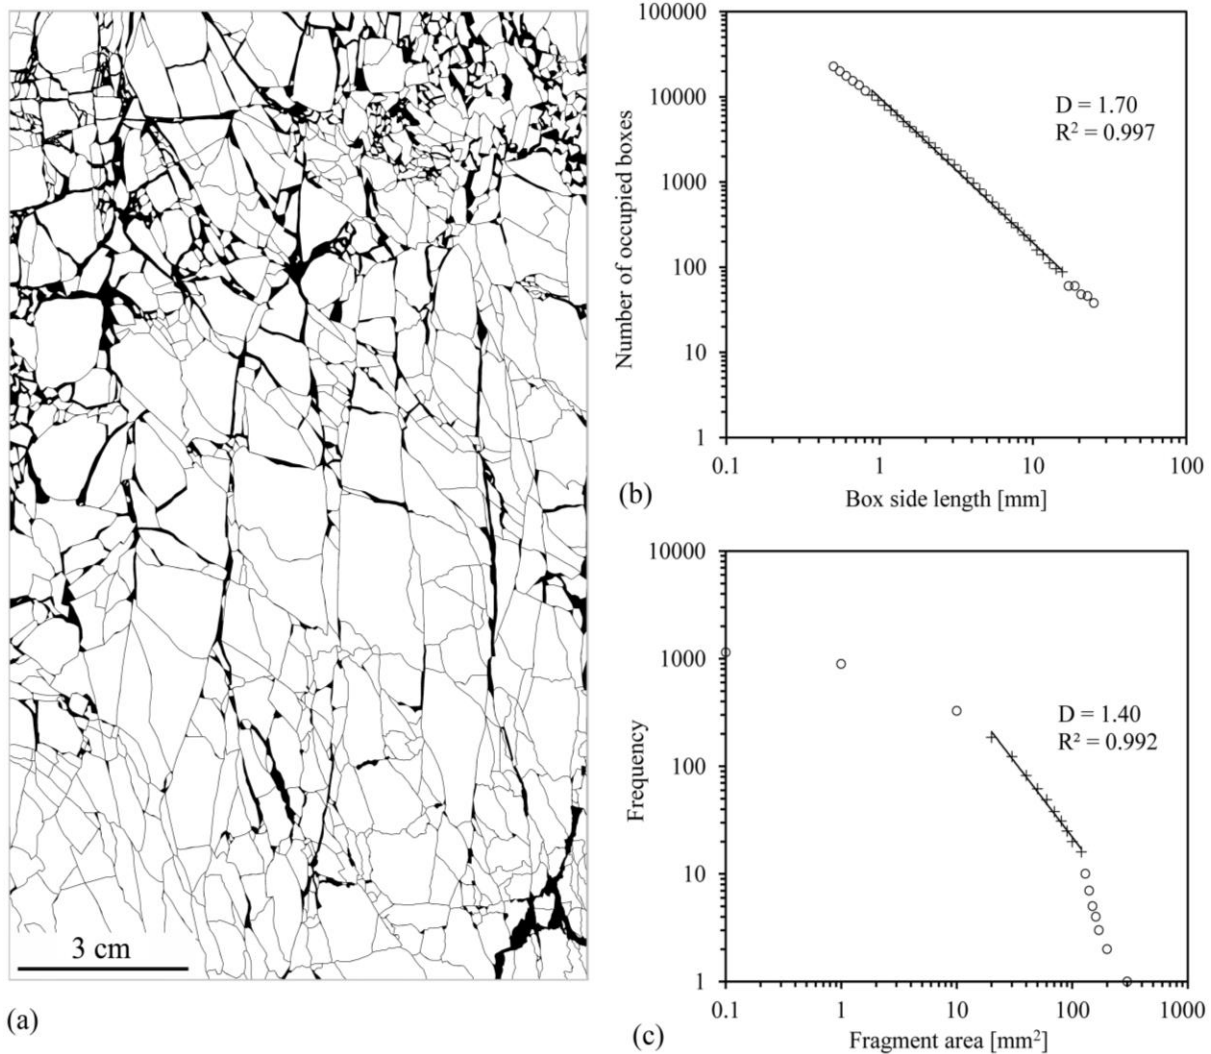 3 cm
(a)
100000
10000
1000
100
10
1
0.1
1
10
100
Number of occupied boxes
Box side length [mm]
D = 1.70
R² = 0.997
(b)
10000
1000
100
10
1
0.1
1
10
100
1000
Frequency
Fragment area [mm²]
D = 1.40
R² = 0.992
(c)